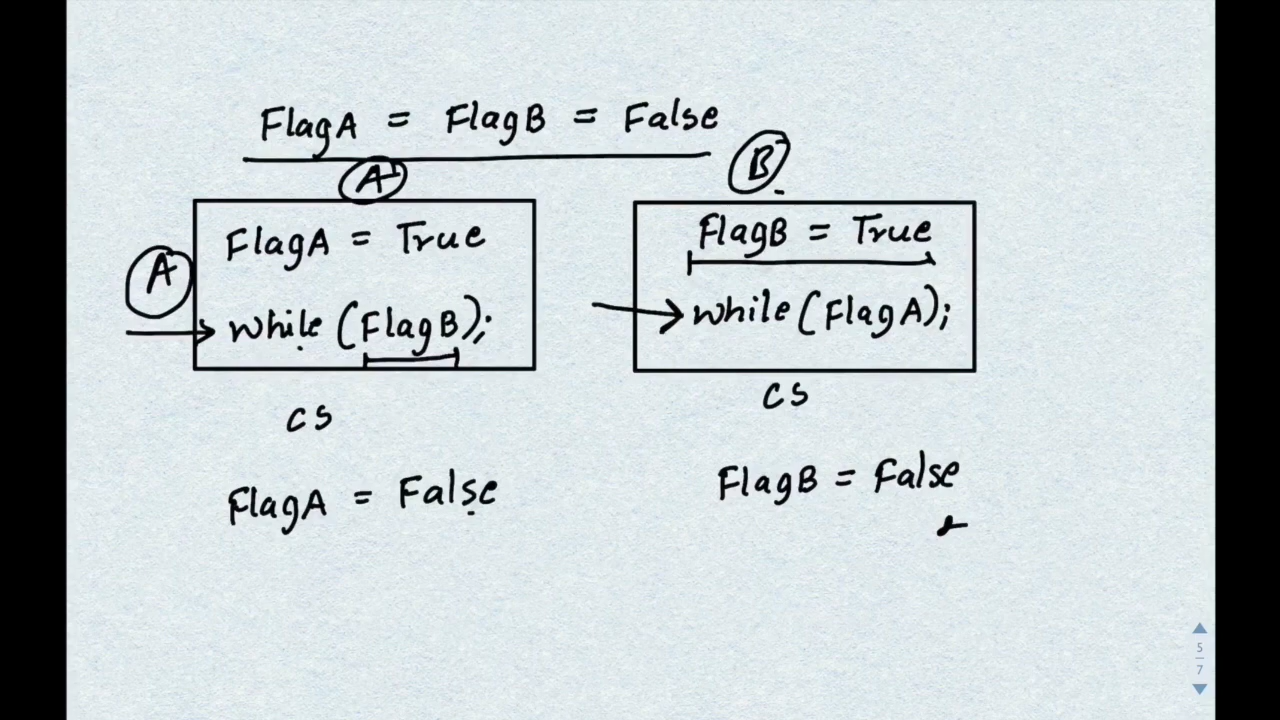 FlagA = FlagB = False
A
B
FlagA = True
A
while (FlagB);
CS
FlagA = False
FlagB = True
while (FlagA);
CS
FlagB = False
5
7